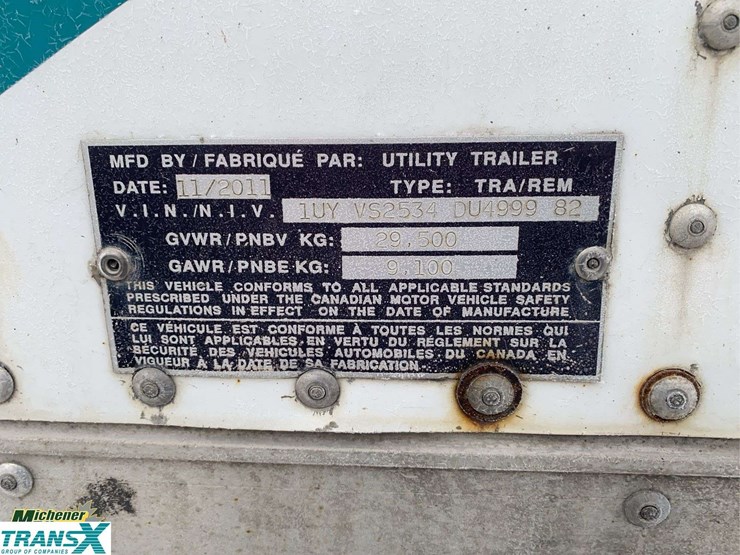 MFD BY / FABRIQUÉ PAR: UTILITY TRAILER
DATE: 11/2011 TYPE: TRA/REM
V.I.N./N.I.V. 1UY VS2534 DU4999 82
GVWR/PNBV KG: 29,500
GAWR/PNBE KG: 9,100
THIS VEHICLE CONFORMS TO ALL APPLICABLE STANDARDS
PRESCRIBED UNDER THE CANADIAN MOTOR VEHICLE SAFETY
REGULATIONS IN EFFECT ON THE DATE OF MANUFACTURE
CE VÉHICULE EST CONFORME À TOUTES LES NORMES QUI
LUI SONT APPLICABLES EN VERTU DU RÉGLEMENT SUR LA
SÉCURITÉ DES VEHICULES AUTOMOBILES DU CANADA EN
VIGUEUR À LA DATE DE SA FABRICATION.
Michener
TRANSX
GROUP OF COMPANIES